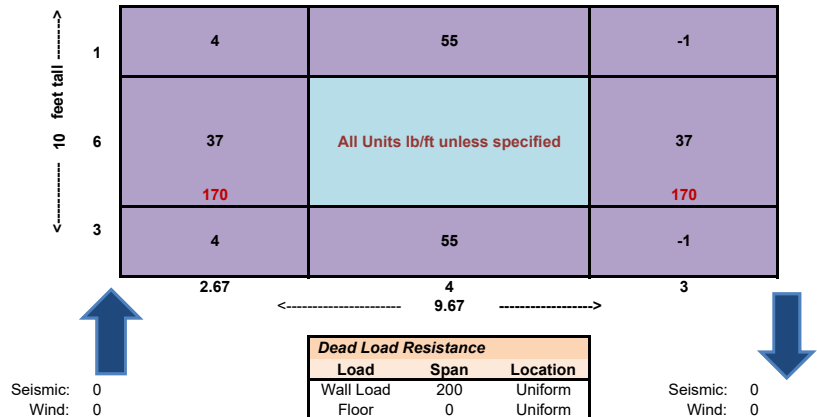 1 4 55 -1
<---------- 10 feet tall ------->
6 37 All Units lb/ft unless specified 37
170 170
3 4 55 -1
2.67 4 3
<---------------------- 9.67 ------------------>
Dead Load Resistance
Load Span Location
Seismic: 0 Wall Load 200 Uniform Seismic: 0
Wind: 0 Floor 0 Uniform Wind: 0